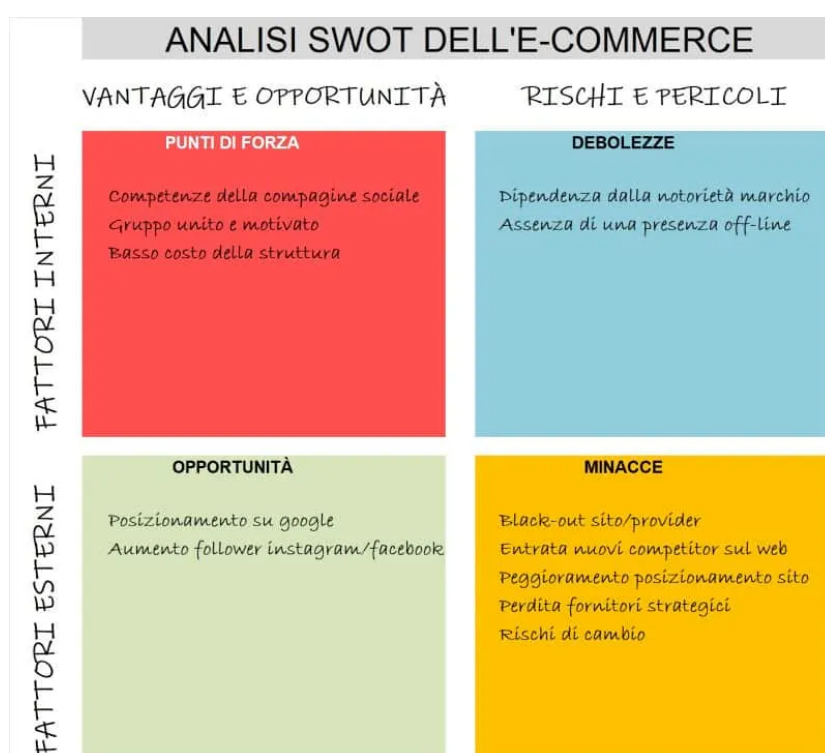 ANALISI SWOT DELL'E-COMMERCE
VANTAGGI E OPPORTUNITÀ
RISCHI E PERICOLI
FATTORI INTERNI
PUNTI DI FORZA
Competenze della compagine sociale
Gruppo unito e motivato
Basso costo della struttura
DEBOLEZZE
Dipendenza dalla notorietà marchio
Assenza di una presenza off-line
FATTORI ESTERNI
OPPORTUNITÀ
Posizionamento su google
Aumento follower instagram/facebook
MINACCE
Black-out sito/provider
Entrata nuovi competitor sul web
Peggioramento posizionamento sito
Perdita fornitori strategici
Rischi di cambio